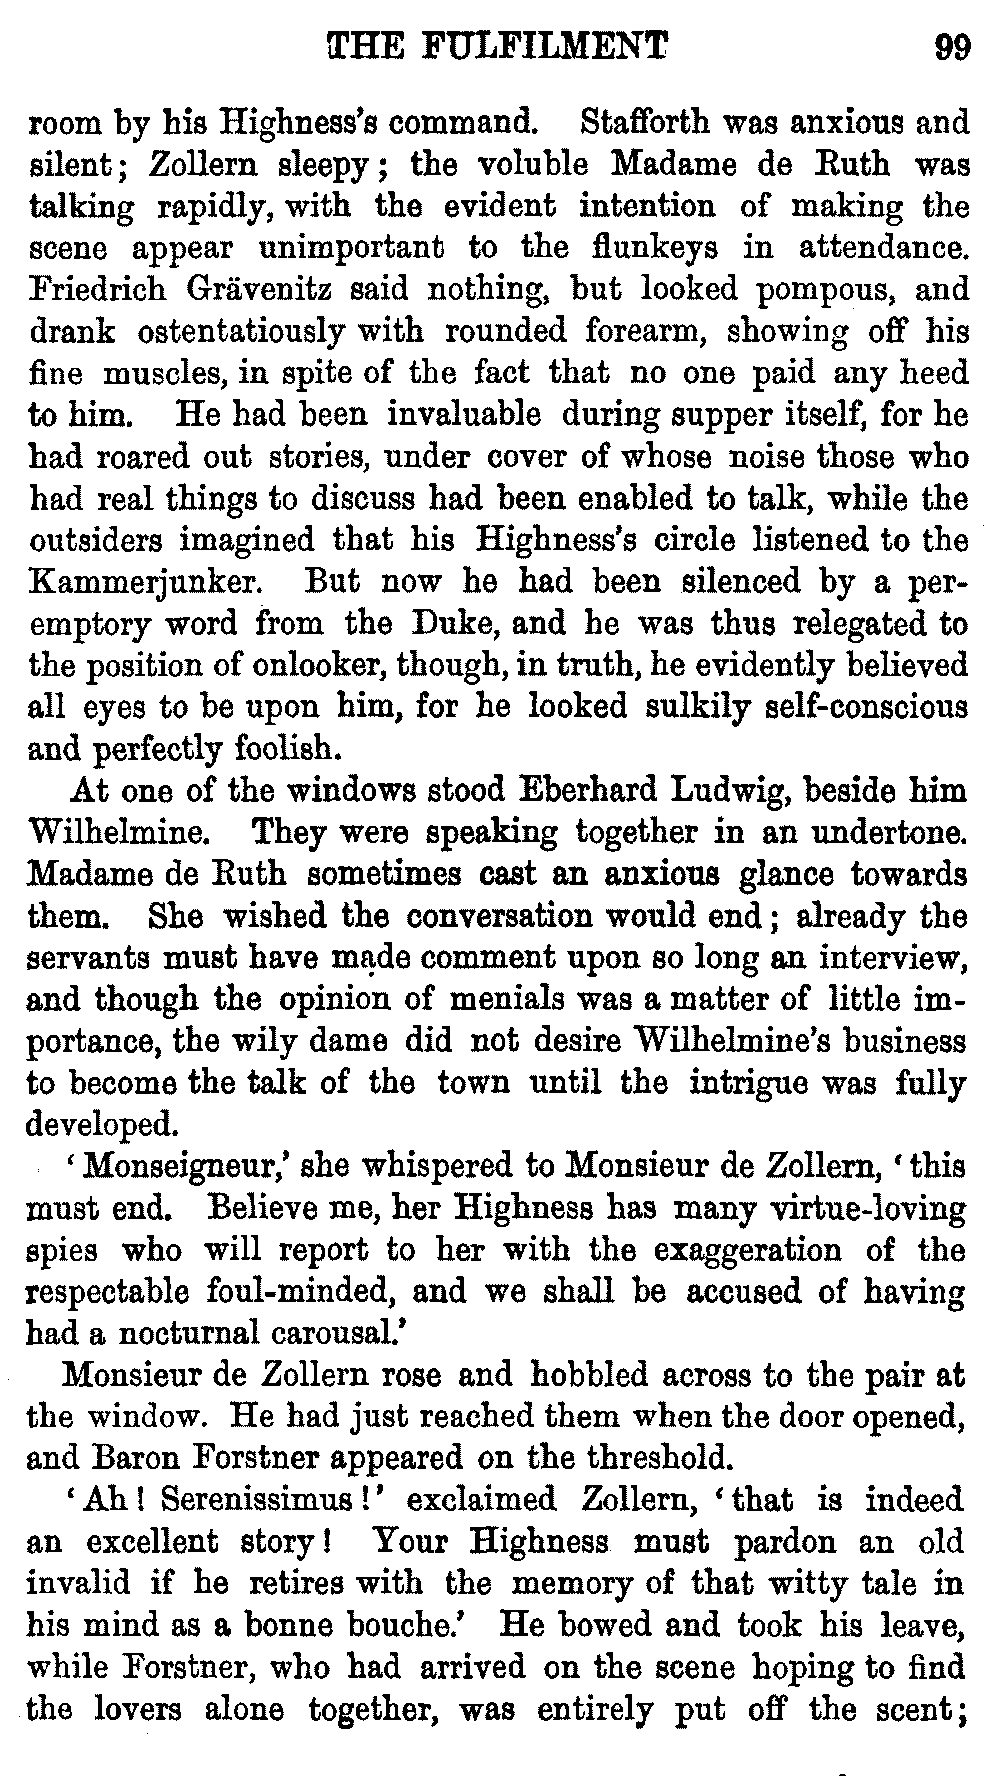 THE FULFILMENT 99
room by his Highness's command. Stafforth was anxious and
silent; Zollern sleepy; the voluble Madame de Ruth was
talking rapidly, with the evident intention of making the
scene appear unimportant to the flunkeys in attendance.
Friedrich Grävenitz said nothing, but looked pompous, and
drank ostentatiously with rounded forearm, showing off his
fine muscles, in spite of the fact that no one paid any heed
to him. He had been invaluable during supper itself, for he
had roared out stories, under cover of whose noise those who
had real things to discuss had been enabled to talk, while the
outsiders imagined that his Highness's circle listened to the
Kammerjunker. But now he had been silenced by a per-
emptory word from the Duke, and he was thus relegated to
the position of onlooker, though, in truth, he evidently believed
all eyes to be upon him, for he looked sulkily self-conscious
and perfectly foolish.
At one of the windows stood Eberhard Ludwig, beside him
Wilhelmine. They were speaking together in an undertone.
Madame de Ruth sometimes cast an anxious glance towards
them. She wished the conversation would end; already the
servants must have made comment upon so long an interview,
and though the opinion of menials was a matter of little im-
portance, the wily dame did not desire Wilhelmine's business
to become the talk of the town until the intrigue was fully
developed.
'Monseigneur,' she whispered to Monsieur de Zollern, 'this
must end. Believe me, her Highness has many virtue-loving
spies who will report to her with the exaggeration of the
respectable foul-minded, and we shall be accused of having
had a nocturnal carousal.'
Monsieur de Zollern rose and hobbled across to the pair at
the window. He had just reached them when the door opened,
and Baron Forstner appeared on the threshold.
'Ah! Serenissimus!' exclaimed Zollern, 'that is indeed
an excellent story! Your Highness must pardon an old
invalid if he retires with the memory of that witty tale in
his mind as a bonne bouche.' He bowed and took his leave,
while Forstner, who had arrived on the scene hoping to find
the lovers alone together, was entirely put off the scent;